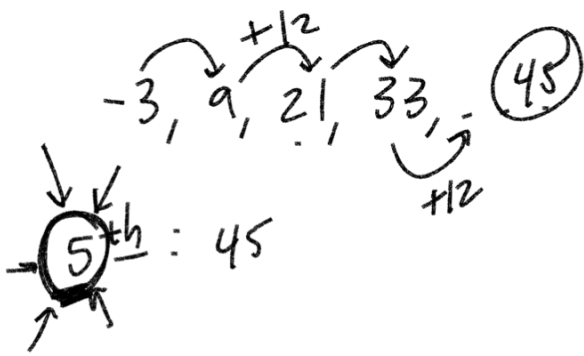 +12
-3, 9, 21, 33, .. 45
+12
5th : 45